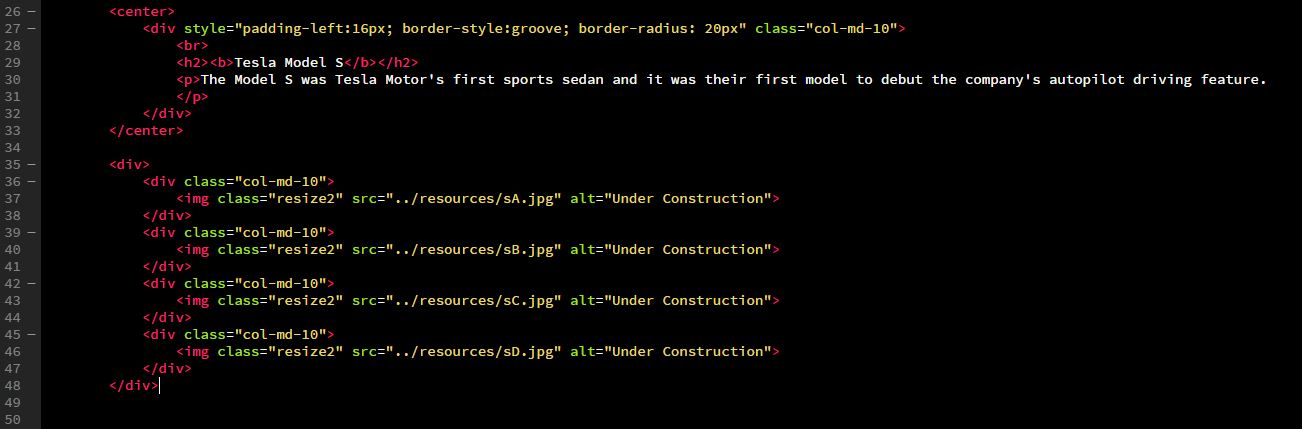 26 <center>
27 <div style="padding-left:16px; border-style:groove; border-radius: 20px" class="col-md-10">
28 <br>
29 <h2><b>Tesla Model S</b></h2>
30 <p>The Model S was Tesla Motor's first sports sedan and it was their first model to debut the company's autopilot driving feature.
31 </p>
32 </div>
33 </center>
34
35 <div>
36 <div class="col-md-10">
37 <img class="resize2" src="../resources/sA.jpg" alt="Under Construction">
38 </div>
39 <div class="col-md-10">
40 <img class="resize2" src="../resources/sB.jpg" alt="Under Construction">
41 </div>
42 <div class="col-md-10">
43 <img class="resize2" src="../resources/sC.jpg" alt="Under Construction">
44 </div>
45 <div class="col-md-10">
46 <img class="resize2" src="../resources/sD.jpg" alt="Under Construction">
47 </div>
48 </div>
49
50